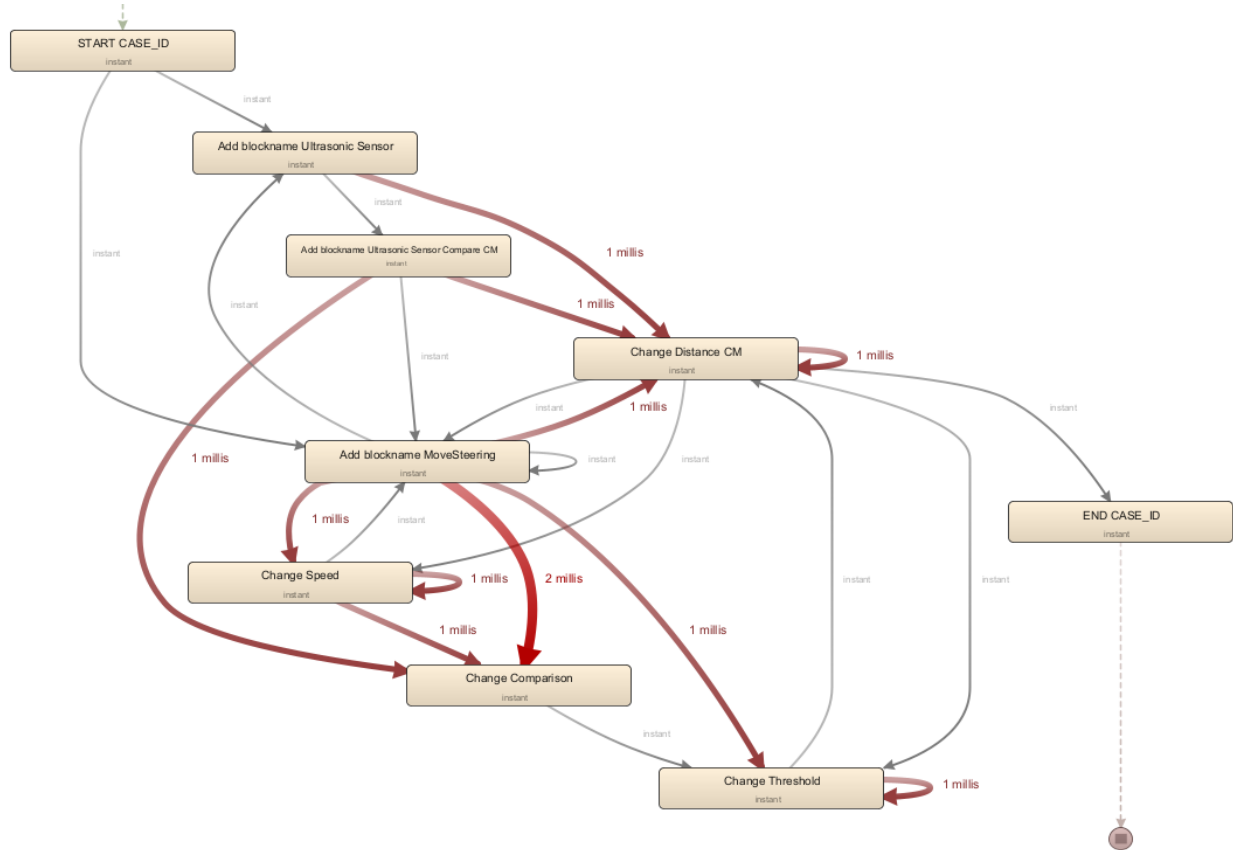 START CASE_ID
instant
instant
Add blockname Ultrasonic Sensor
instant
instant
instant
Add blockname Ultrasonic Sensor Compare CM
instant
1 millis
instant
1 millis
Change Distance CM
instant
instant
1 millis
instant
1 millis
instant
Add blockname MoveSteering
instant
1 millis
instant
instant
END CASE_ID
instant
1 millis
instant
Change Speed
instant
1 millis
2 millis
instant
instant
1 millis
1 millis
Change Comparison
instant
instant
Change Threshold
instant
1 millis